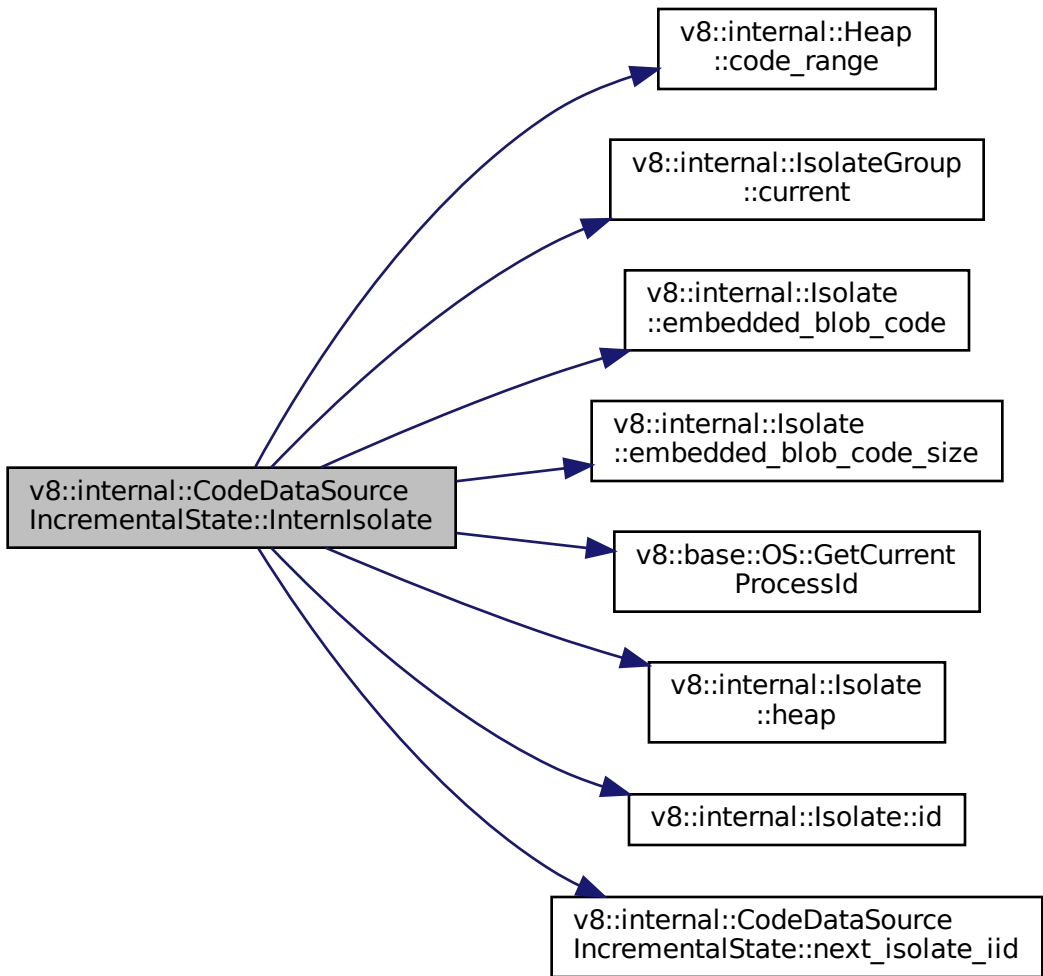 v8::internal::Heap
::code_range
v8::internal::IsolateGroup
::current
v8::internal::Isolate
::embedded_blob_code
v8::internal::Isolate
::embedded_blob_code_size
v8::internal::CodeDataSource
IncrementalState::InternIsolate
v8::base::OS::GetCurrent
ProcessId
v8::internal::Isolate
::heap
v8::internal::Isolate::id
v8::internal::CodeDataSource
IncrementalState::next_isolate_iid